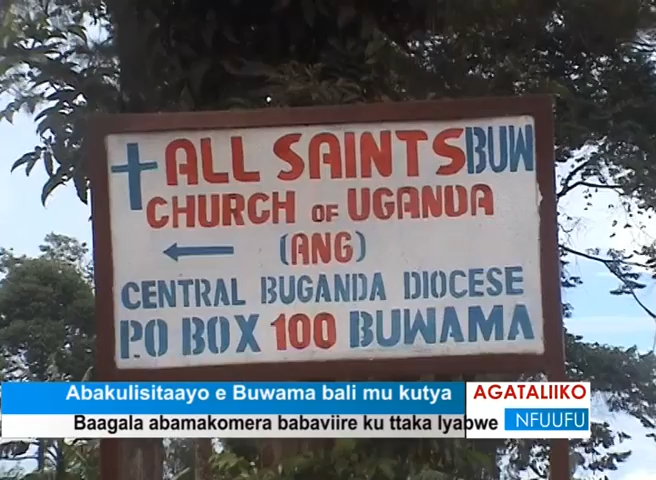 ALL SAINTS BUW
CHURCH OF UGANDA
(ANG)
CENTRAL BUGANDA DIOCESE
P.O BOX 100 BUWAMA
Abakulisitaayo e Buwama bali mu kutya
Baagala abamakomera babaviire ku ttaka lyabwe
AGATALIIKO
NFUUFU